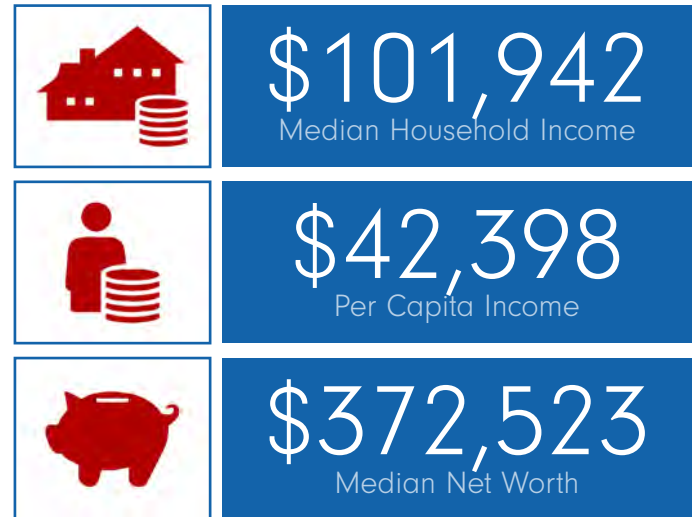 $101,942
Median Household Income
$42,398
Per Capita Income
$372,523
Median Net Worth